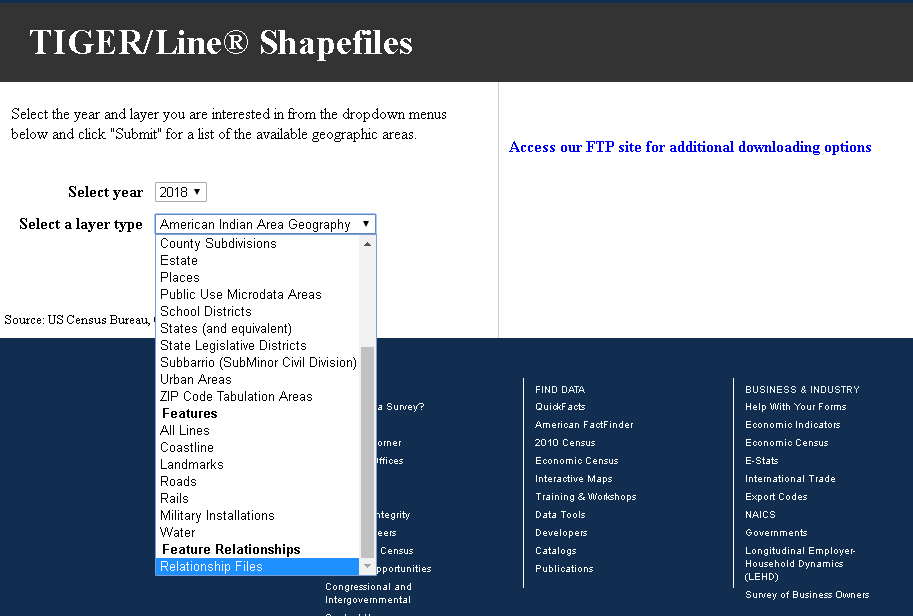 TIGER/Line® Shapefiles
Select the year and layer you are interested in from the dropdown menus
below and click "Submit" for a list of the available geographic areas.
Access our FTP site for additional downloading options
Select year 2018
Select a layer type American Indian Area Geography
County Subdivisions
Estate
Places
Public Use Microdata Areas
School Districts
States (and equivalent)
State Legislative Districts
Subbarrio (SubMinor Civil Division)
Urban Areas
ZIP Code Tabulation Areas
Features
All Lines
Coastline
Landmarks
Roads
Rails
Military Installations
Water
Feature Relationships
Relationship Files
Source: US Census Bureau,
a Survey?
Census
Congressional and
Intergovernmental
FIND DATA
QuickFacts
American FactFinder
2010 Census
Economic Census
Interactive Maps
Training & Workshops
Data Tools
Developers
Catalogs
Publications
BUSINESS & INDUSTRY
Help With Your Forms
Economic Indicators
Economic Census
E-Stats
International Trade
Export Codes
NAICS
Governments
Longitudinal Employer-
Household Dynamics
(LEHD)
Survey of Business Owners